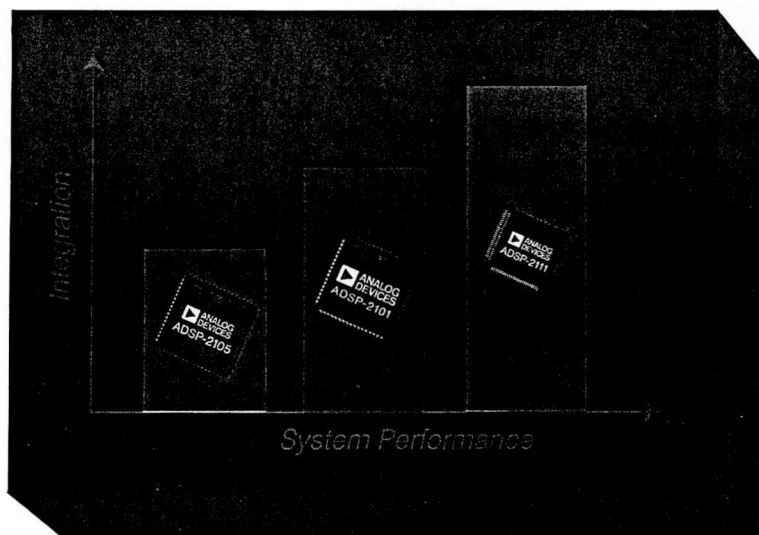 Integration
ANALOG
DEVICES
ADSP-2105
ANALOG
DEVICES
ADSP-2101
ANALOG
DEVICES
ADSP-2111
System Performance